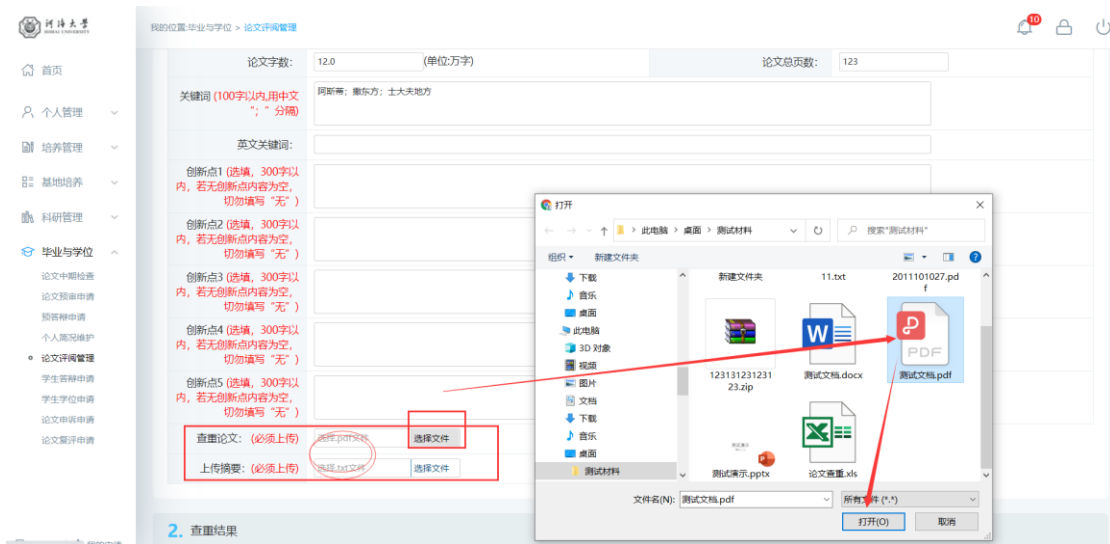 河海大學
HOHAI UNIVERSITY
我的位置:毕业与学位 > 论文评阅管理
10
首页
个人管理
培养管理
基地培养
科研管理
毕业与学位
论文中期检查
论文预审申请
预答辩申请
个人简况维护
论文评阅管理
学生答辩申请
学生学位申请
论文申诉申请
论文复评申请
论文字数: 12.0 (单位:万字) 论文总页数: 123
关键词 (100字以内,用中文
“；”分隔)
阿斯蒂；撒东方；士大夫地方
英文关键词:
创新点1 (选填，300字以
内，若无创新点内容为空，
切勿填写“无”)
创新点2 (选填，300字以
内，若无创新点内容为空，
切勿填写“无”)
创新点3 (选填，300字以
内，若无创新点内容为空，
切勿填写“无”)
创新点4 (选填，300字以
内，若无创新点内容为空，
切勿填写“无”)
创新点5 (选填，300字以
内，若无创新点内容为空，
切勿填写“无”)
查重论文： (必须上传) 选择.pdf文件 选择文件
上传摘要： (必须上传) 选择.txt文件 选择文件
2. 查重结果
打开
此电脑 > 桌面 > 测试材料
搜索"测试材料"
组织 新建文件夹
下载
音乐
桌面
此电脑
3D 对象
视频
图片
文档
下载
音乐
桌面
测试材料
新建文件夹
11.txt
2011101027.pd
f
123131231231
23.zip
测试文档.docx
PDF
测试文档.pdf
测试演示.pptx
论文查重.xls
文件名(N): 测试文档.pdf
所有文件 (*.*)
打开(O) 取消